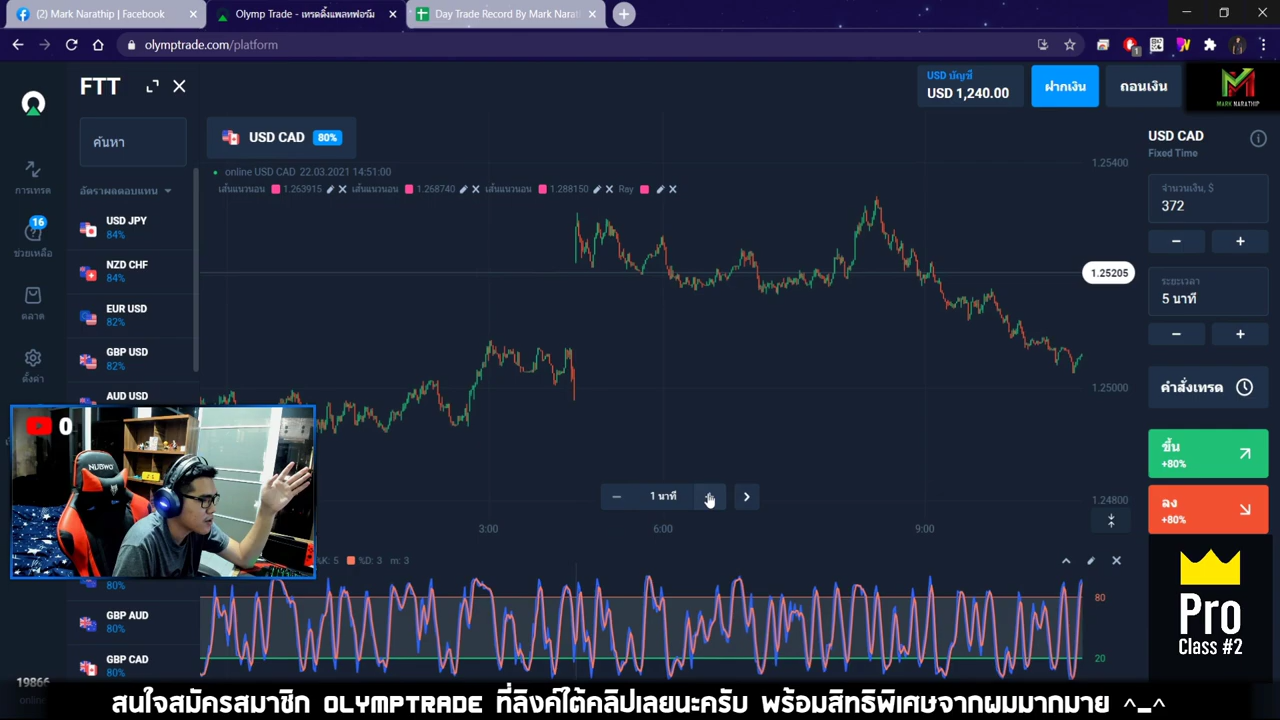 (2) Mark Narathip | Facebook
Olymp Trade - เทรดดิ้งแพลทฟอร์ม
Day Trade Record By Mark Narat
olymptrade.com/platform
FTT
USD บัญชี
USD 1,240.00
ฝากเงิน
ถอนเงิน
MARK NARATHIP
ค้นหา
USD CAD 80%
USD CAD
Fixed Time
online USD CAD 22.03.2021 14:51:00
เส้นแนวนอน 1.263915 เส้นแนวนอน 1.268740 เส้นแนวนอน 1.288150 Ray
1.25400
การเทรด
16
ช่วยเหลือ
ตลาด
ตั้งค่า
อัตราผลตอบแทน
USD JPY
84%
NZD CHF
84%
EUR USD
82%
GBP USD
82%
AUD USD
จำนวนเงิน, $
372
1.25205
ระยะเวลา
5 นาที
คำสั่งเทรด
1.25000
ขึ้น
+80%
ลง
+80%
0
NUBWO
1 นาที
1.24800
3:00
6:00
9:00
K: 5 %D: 3 m: 3
80
20
80%
GBP AUD
80%
GBP CAD
80%
19866
online
Pro
Class #2
สนใจสมัครสมาชิก OLYMPTRADE ที่ลิงค์ใต้คลิปเลยนะครับ พร้อมสิทธิพิเศษจากผมมากมาย ^_^